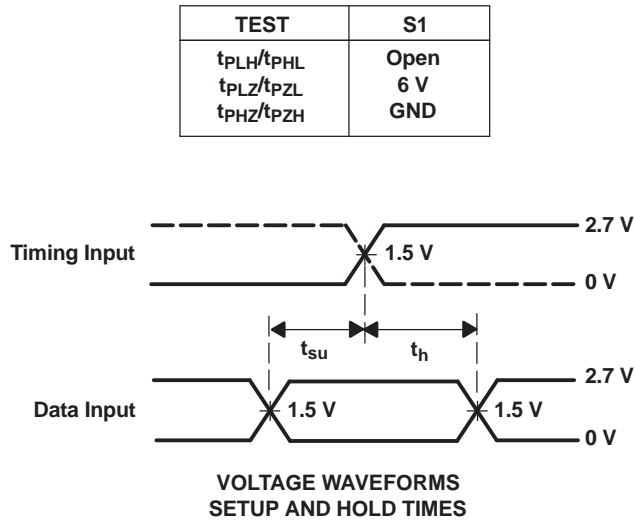 TEST S1
tPLH/tPHL Open
tPLZ/tPZL 6 V
tPHZ/tPZH GND
2.7 V
Timing Input 1.5 V
0 V
tsu th
2.7 V
Data Input 1.5 V 1.5 V
0 V
VOLTAGE WAVEFORMS
SETUP AND HOLD TIMES